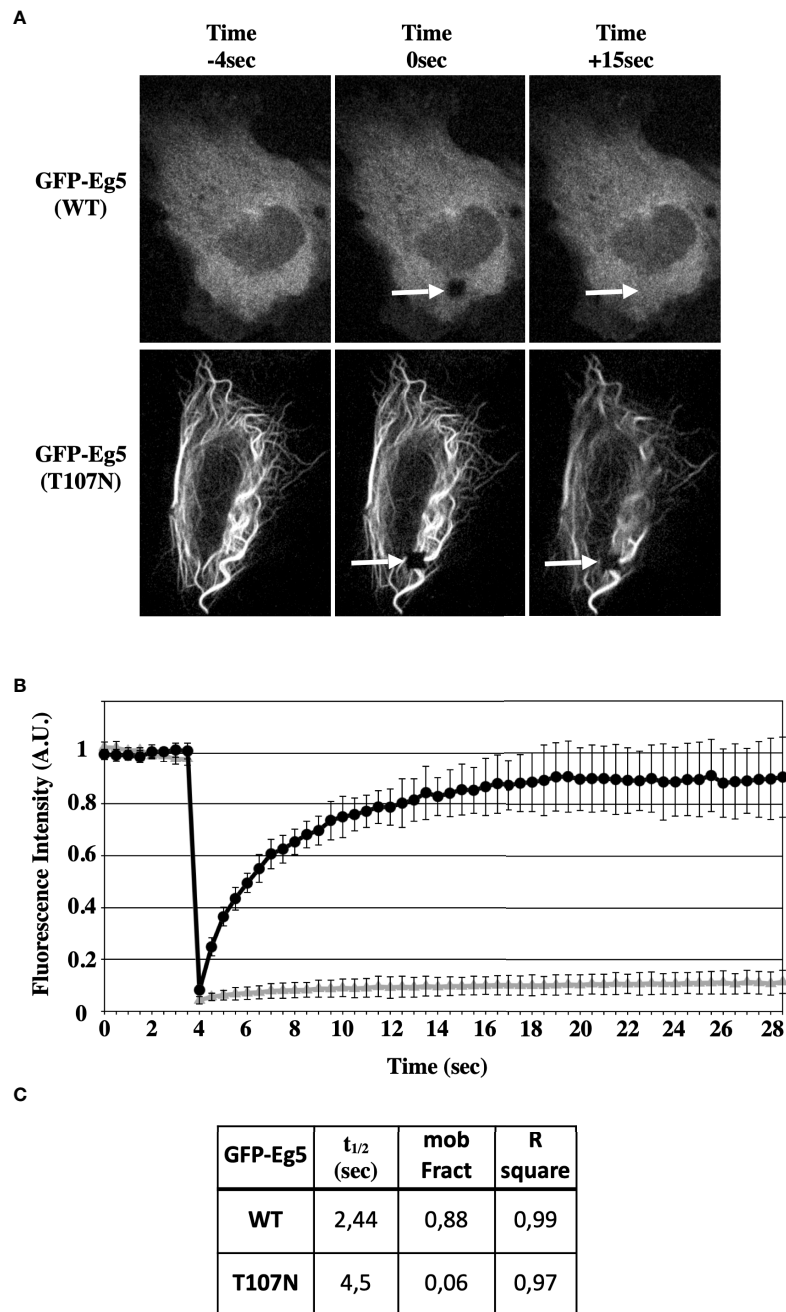 A
Time
-4sec
Time
0sec
Time
+15sec
GFP-Eg5
(WT)
GFP-Eg5
(T107N)
B
Fluorescence Intensity (A.U.)
1
0.8
0.6
0.4
0.2
0
0 2 4 6 8 10 12 14 16 18 20 22 24 26 28
Time (sec)
C
GFP-Eg5 t1/2 (sec) mob Fract R square
WT 2,44 0,88 0,99
T107N 4,5 0,06 0,97